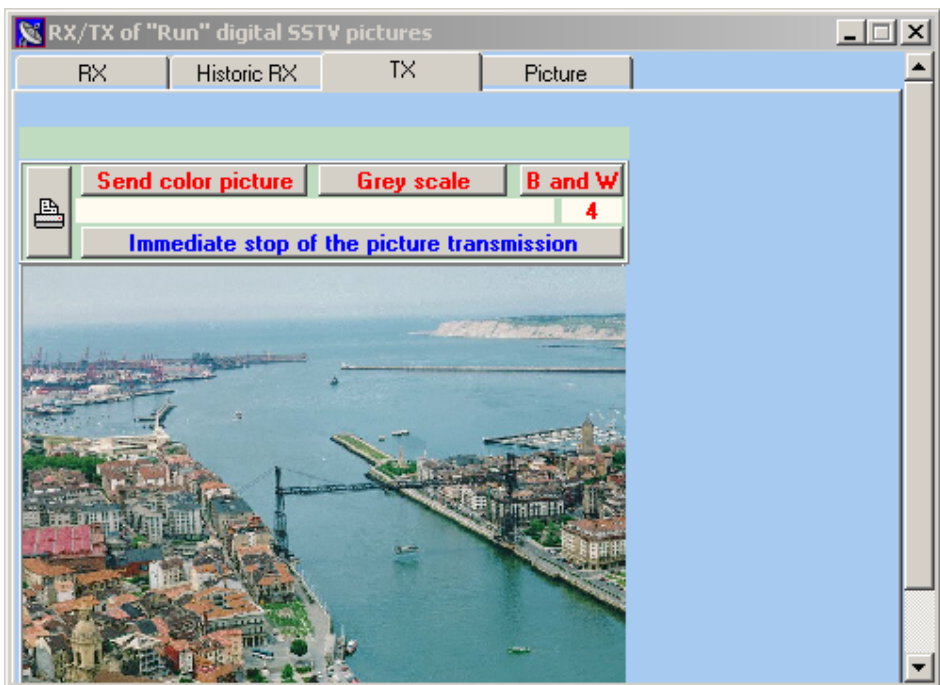 RX/TX of "Run" digital SSTV pictures
RX Historic RX TX Picture
Send color picture Grey scale B and W
4
Immediate stop of the picture transmission